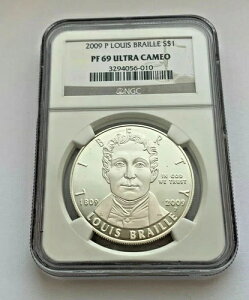 2009 P LOUIS BRAILLE S$1
PF 69 ULTRA CAMEO
3294056-010
NGC
LIBERTY
IN GOD
WE TRUST
1809 2009
LOUIS BRAILLE